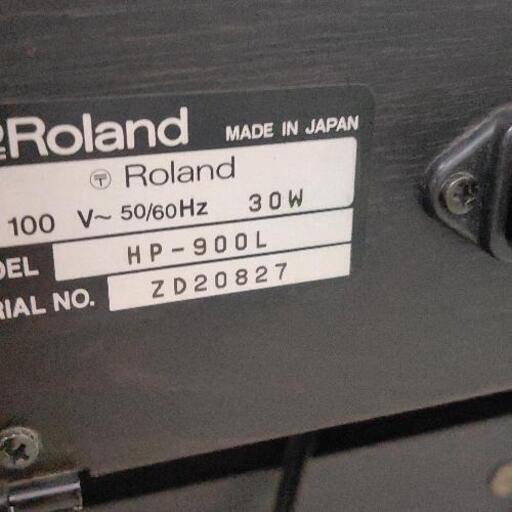 Roland MADE IN JAPAN
〒 Roland
100 V~ 50/60Hz 30W
DEL HP-900L
RIAL NO. ZD20827